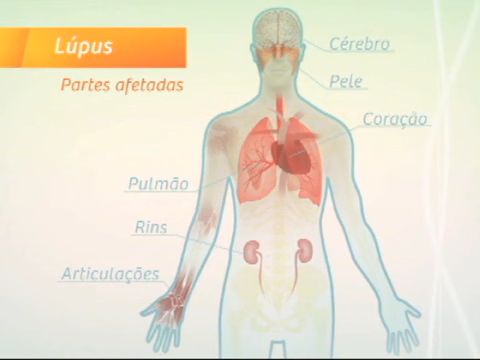 Lúpus
Partes afetadas
Cérebro
Pele
Coração
Pulmão
Rins
Articulações